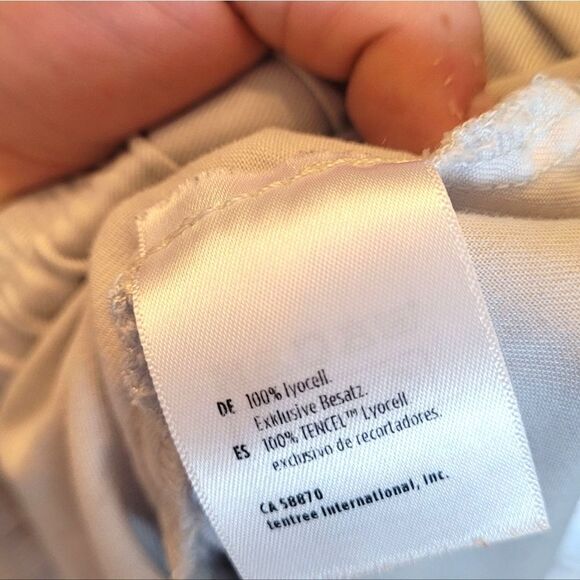 DE 100% lyocell.
Exklusive Besatz.
ES 100% TENCEL™ Lyocell
exclusivo de recortadores.
CA 58870
tentree International, Inc.